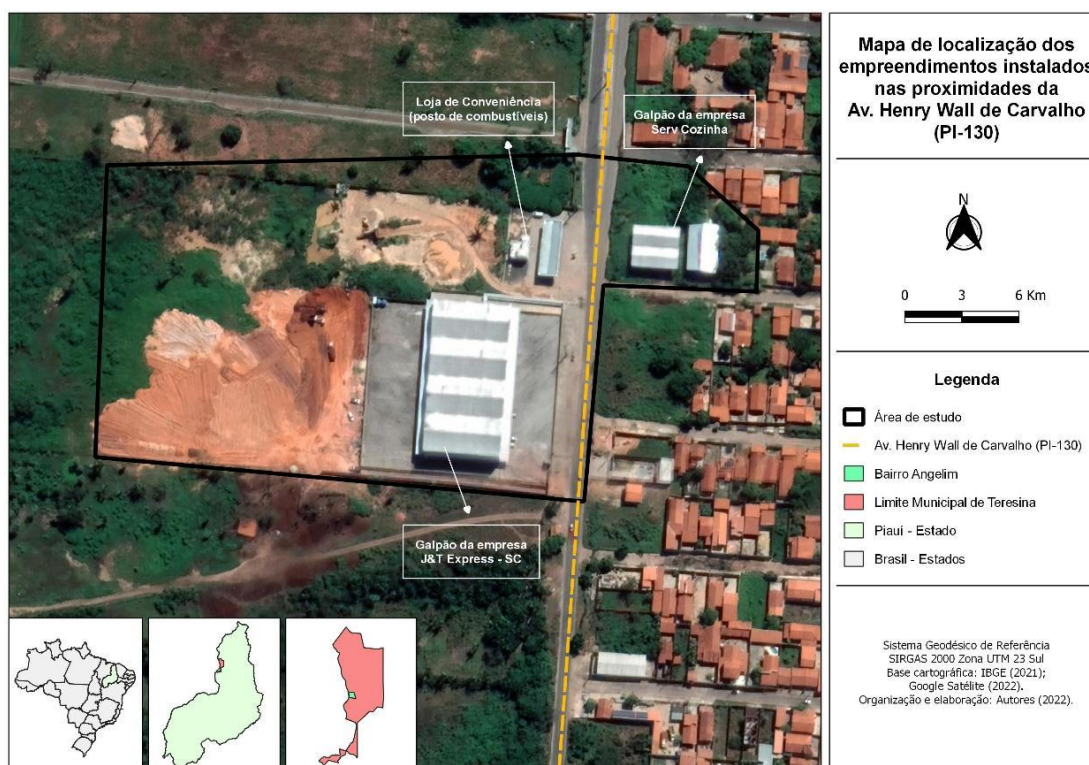 Loja de Conveniência
(posto de combustíveis)
Galpão da empresa
Serv Cozinha
Galpão da empresa
J&T Express - SC
Mapa de localização dos
empreendimentos instalados
nas proximidades da
Av. Henry Wall de Carvalho
(PI-130)
N
0 3 6 Km
Legenda
Área de estudo
Av. Henry Wall de Carvalho (PI-130)
Bairro Angelim
Limite Municipal de Teresina
Piauí - Estado
Brasil - Estados
Sistema Geodésico de Referência
SIRGAS 2000 Zona UTM 23 Sul
Base cartográfica: IBGE (2021);
Google Satélite (2022).
Organização e elaboração: Autores (2022).